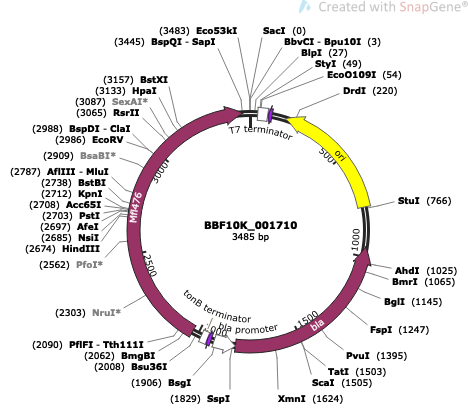 Created with SnapGene®
(3483) Eco53kI
SacI (0)
(3445) BspQI - SapI
BbvCI - Bpu10I (3)
BlpI (27)
StyI (49)
EcoO109I (54)
DrdI (220)
(3157) BstXI
(3133) HpaI
(3087) SexAI*
(3065) RsrII
(2988) BspDI - ClaI
(2986) EcoRV
(2909) BsaBI*
(2787) AflIII - MluI
(2738) BstBI
(2712) KpnI
(2708) Acc65I
(2703) PstI
(2697) AfeI
(2685) NsiI
(2674) HindIII
(2562) PfoI*
(2303) NruI*
(2090) PflFI - Tth111I
(2062) BmgBI
(2008) Bsu36I
(1906) BsgI
(1829) SspI
T7 terminator
ori
500
StuI (766)
1000
AhdI (1025)
BmrI (1065)
BglI (1145)
FspI (1247)
PvuI (1395)
TatI (1503)
ScaI (1505)
XmnI (1624)
BBF10K_001710
3485 bp
Mfl476
3000
2500
tonB terminator
bla promoter
1500
bla